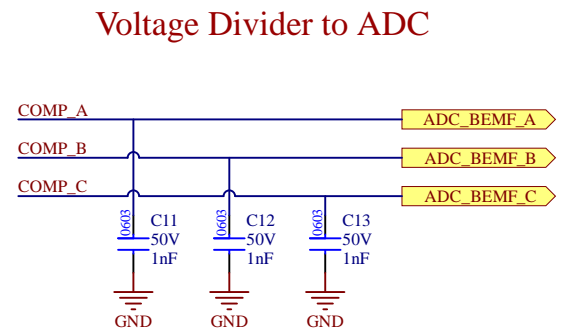 Voltage Divider to ADC
COMP_A
ADC_BEMF_A
COMP_B
ADC_BEMF_B
COMP_C
ADC_BEMF_C
0603
C11
50V
1nF
0603
C12
50V
1nF
0603
C13
50V
1nF
GND
GND
GND